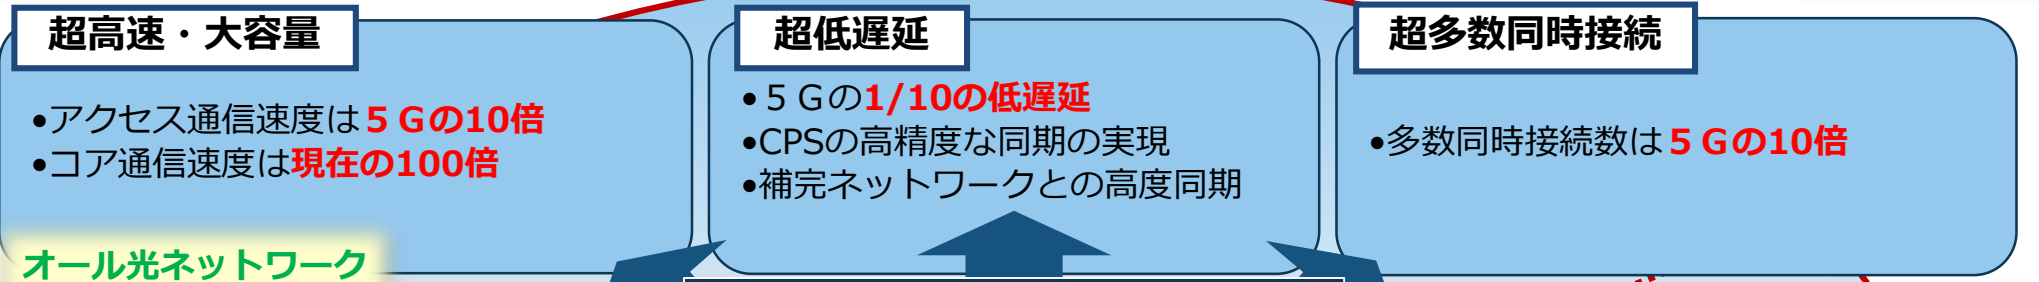 超高速・大容量
•アクセス通信速度は５Ｇの10倍
•コア通信速度は現在の100倍
オール光ネットワーク
超低遅延
•５Ｇの1/10の低遅延
•CPSの高精度な同期の実現
•補完ネットワークとの高度同期
超多数同時接続
•多数同時接続数は５Ｇの10倍